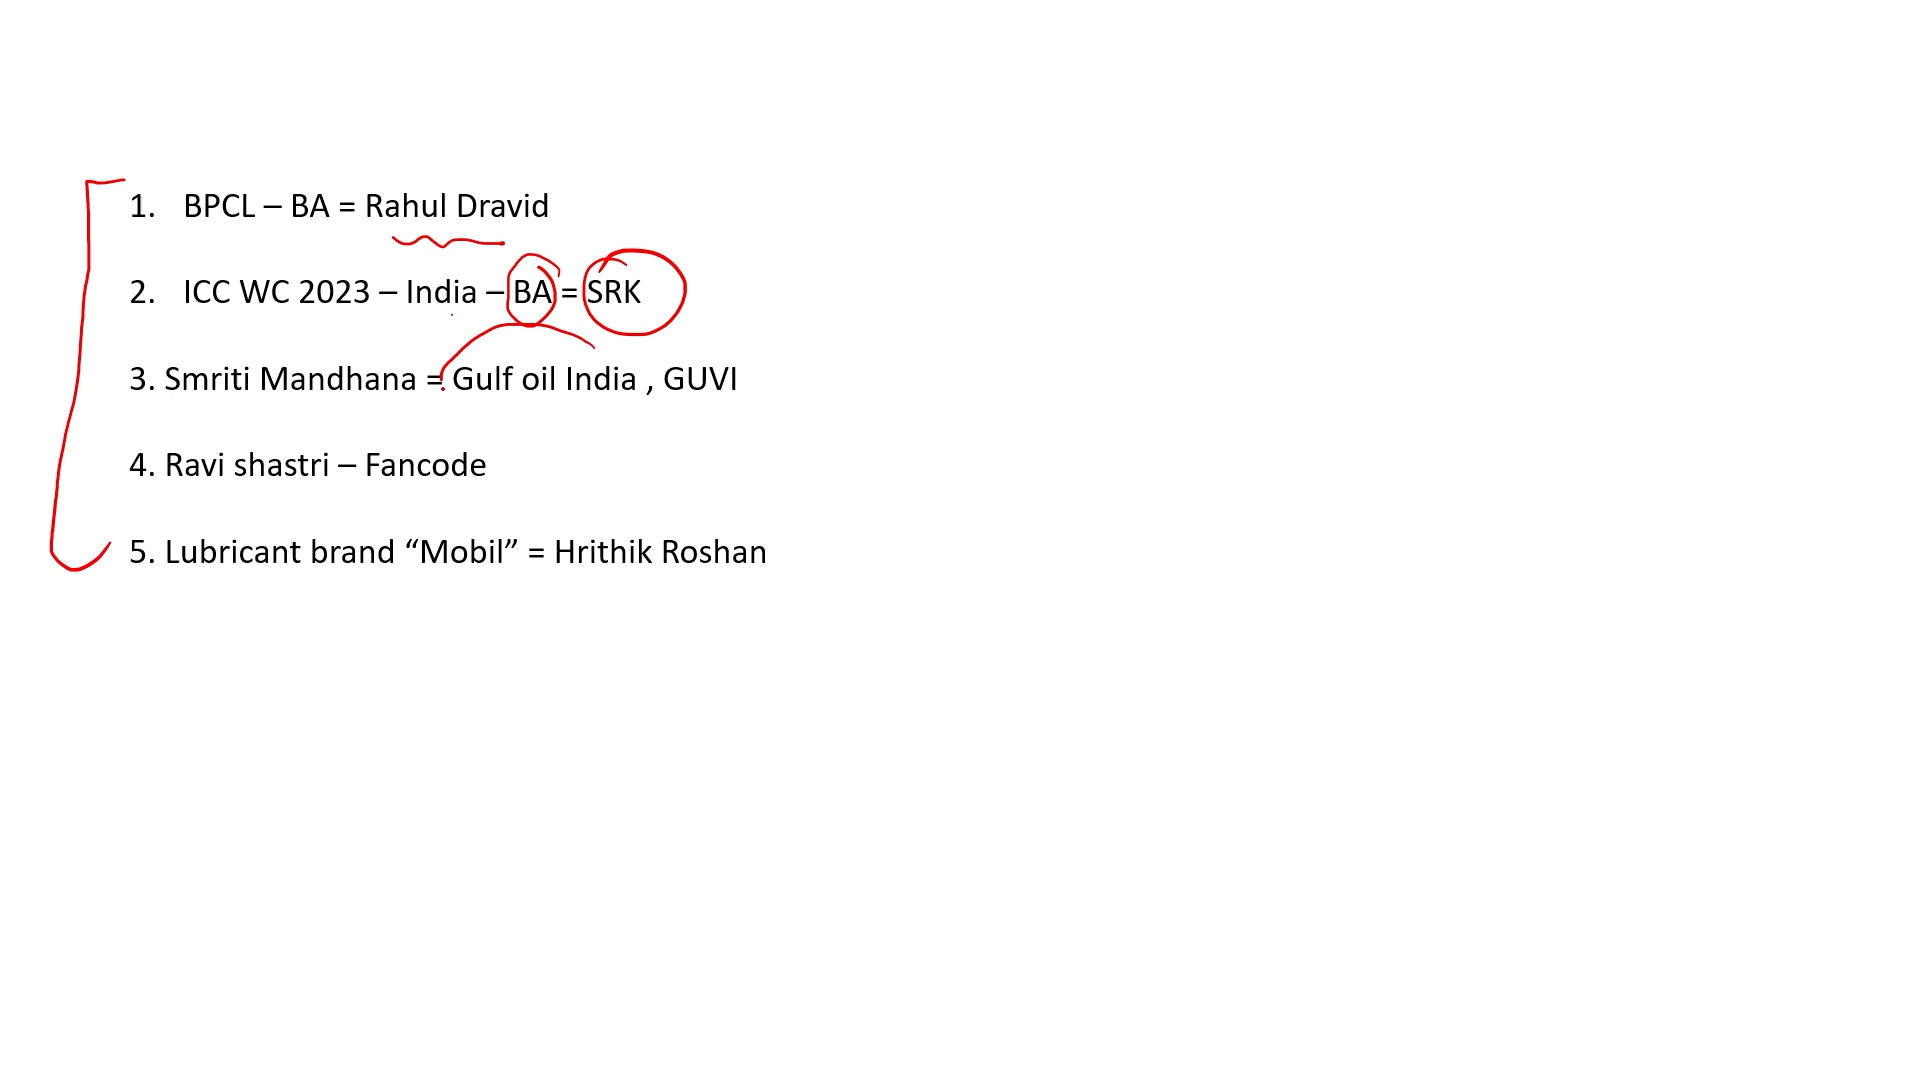 1. BPCL – BA = Rahul Dravid
2. ICC WC 2023 – India – BA = SRK
3. Smriti Mandhana = Gulf oil India , GUVI
4. Ravi shastri – Fancode
5. Lubricant brand “Mobil” = Hrithik Roshan